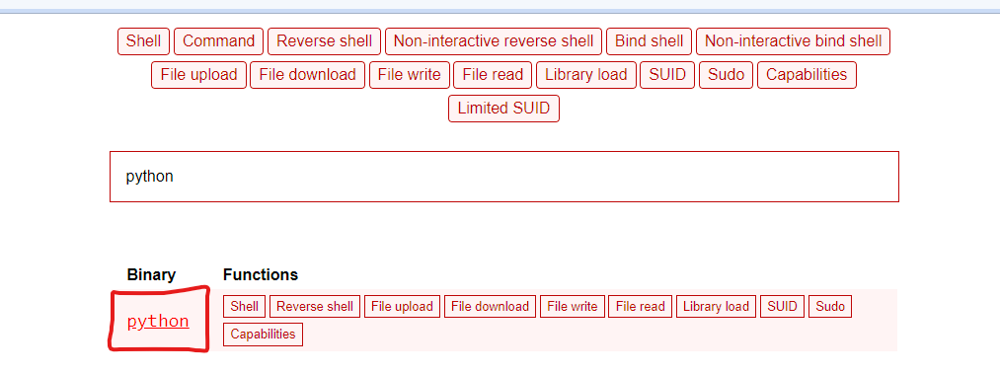 Shell Command Reverse shell Non-interactive reverse shell Bind shell Non-interactive bind shell
File upload File download File write File read Library load SUID Sudo Capabilities
Limited SUID
python
Binary Functions
python Shell Reverse shell File upload File download File write File read Library load SUID Sudo
Capabilities